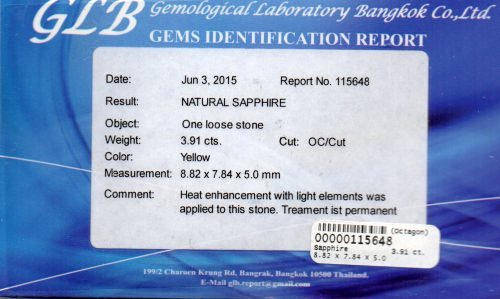 GLB Gemological Laboratory Bangkok Co.,Ltd.
GEMS IDENTIFICATION REPORT
Date: Jun 3, 2015 Report No. 115648
Result: NATURAL SAPPHIRE
Object: One loose stone
Weight: 3.91 cts. Cut: OC/Cut
Color: Yellow
Measurement: 8.82 x 7.84 x 5.0 mm
Comment: Heat enhancement with light elements was
applied to this stone. Treament ist permanent
(Octagon)
00000115648
Sapphire 3.91 ct.
8.82 X 7.84 X 5.0
199/2 Charoen Krung Rd, Bangrak, Bangkok 10500 Thailand.
E-Mail glb.report@gmail.com